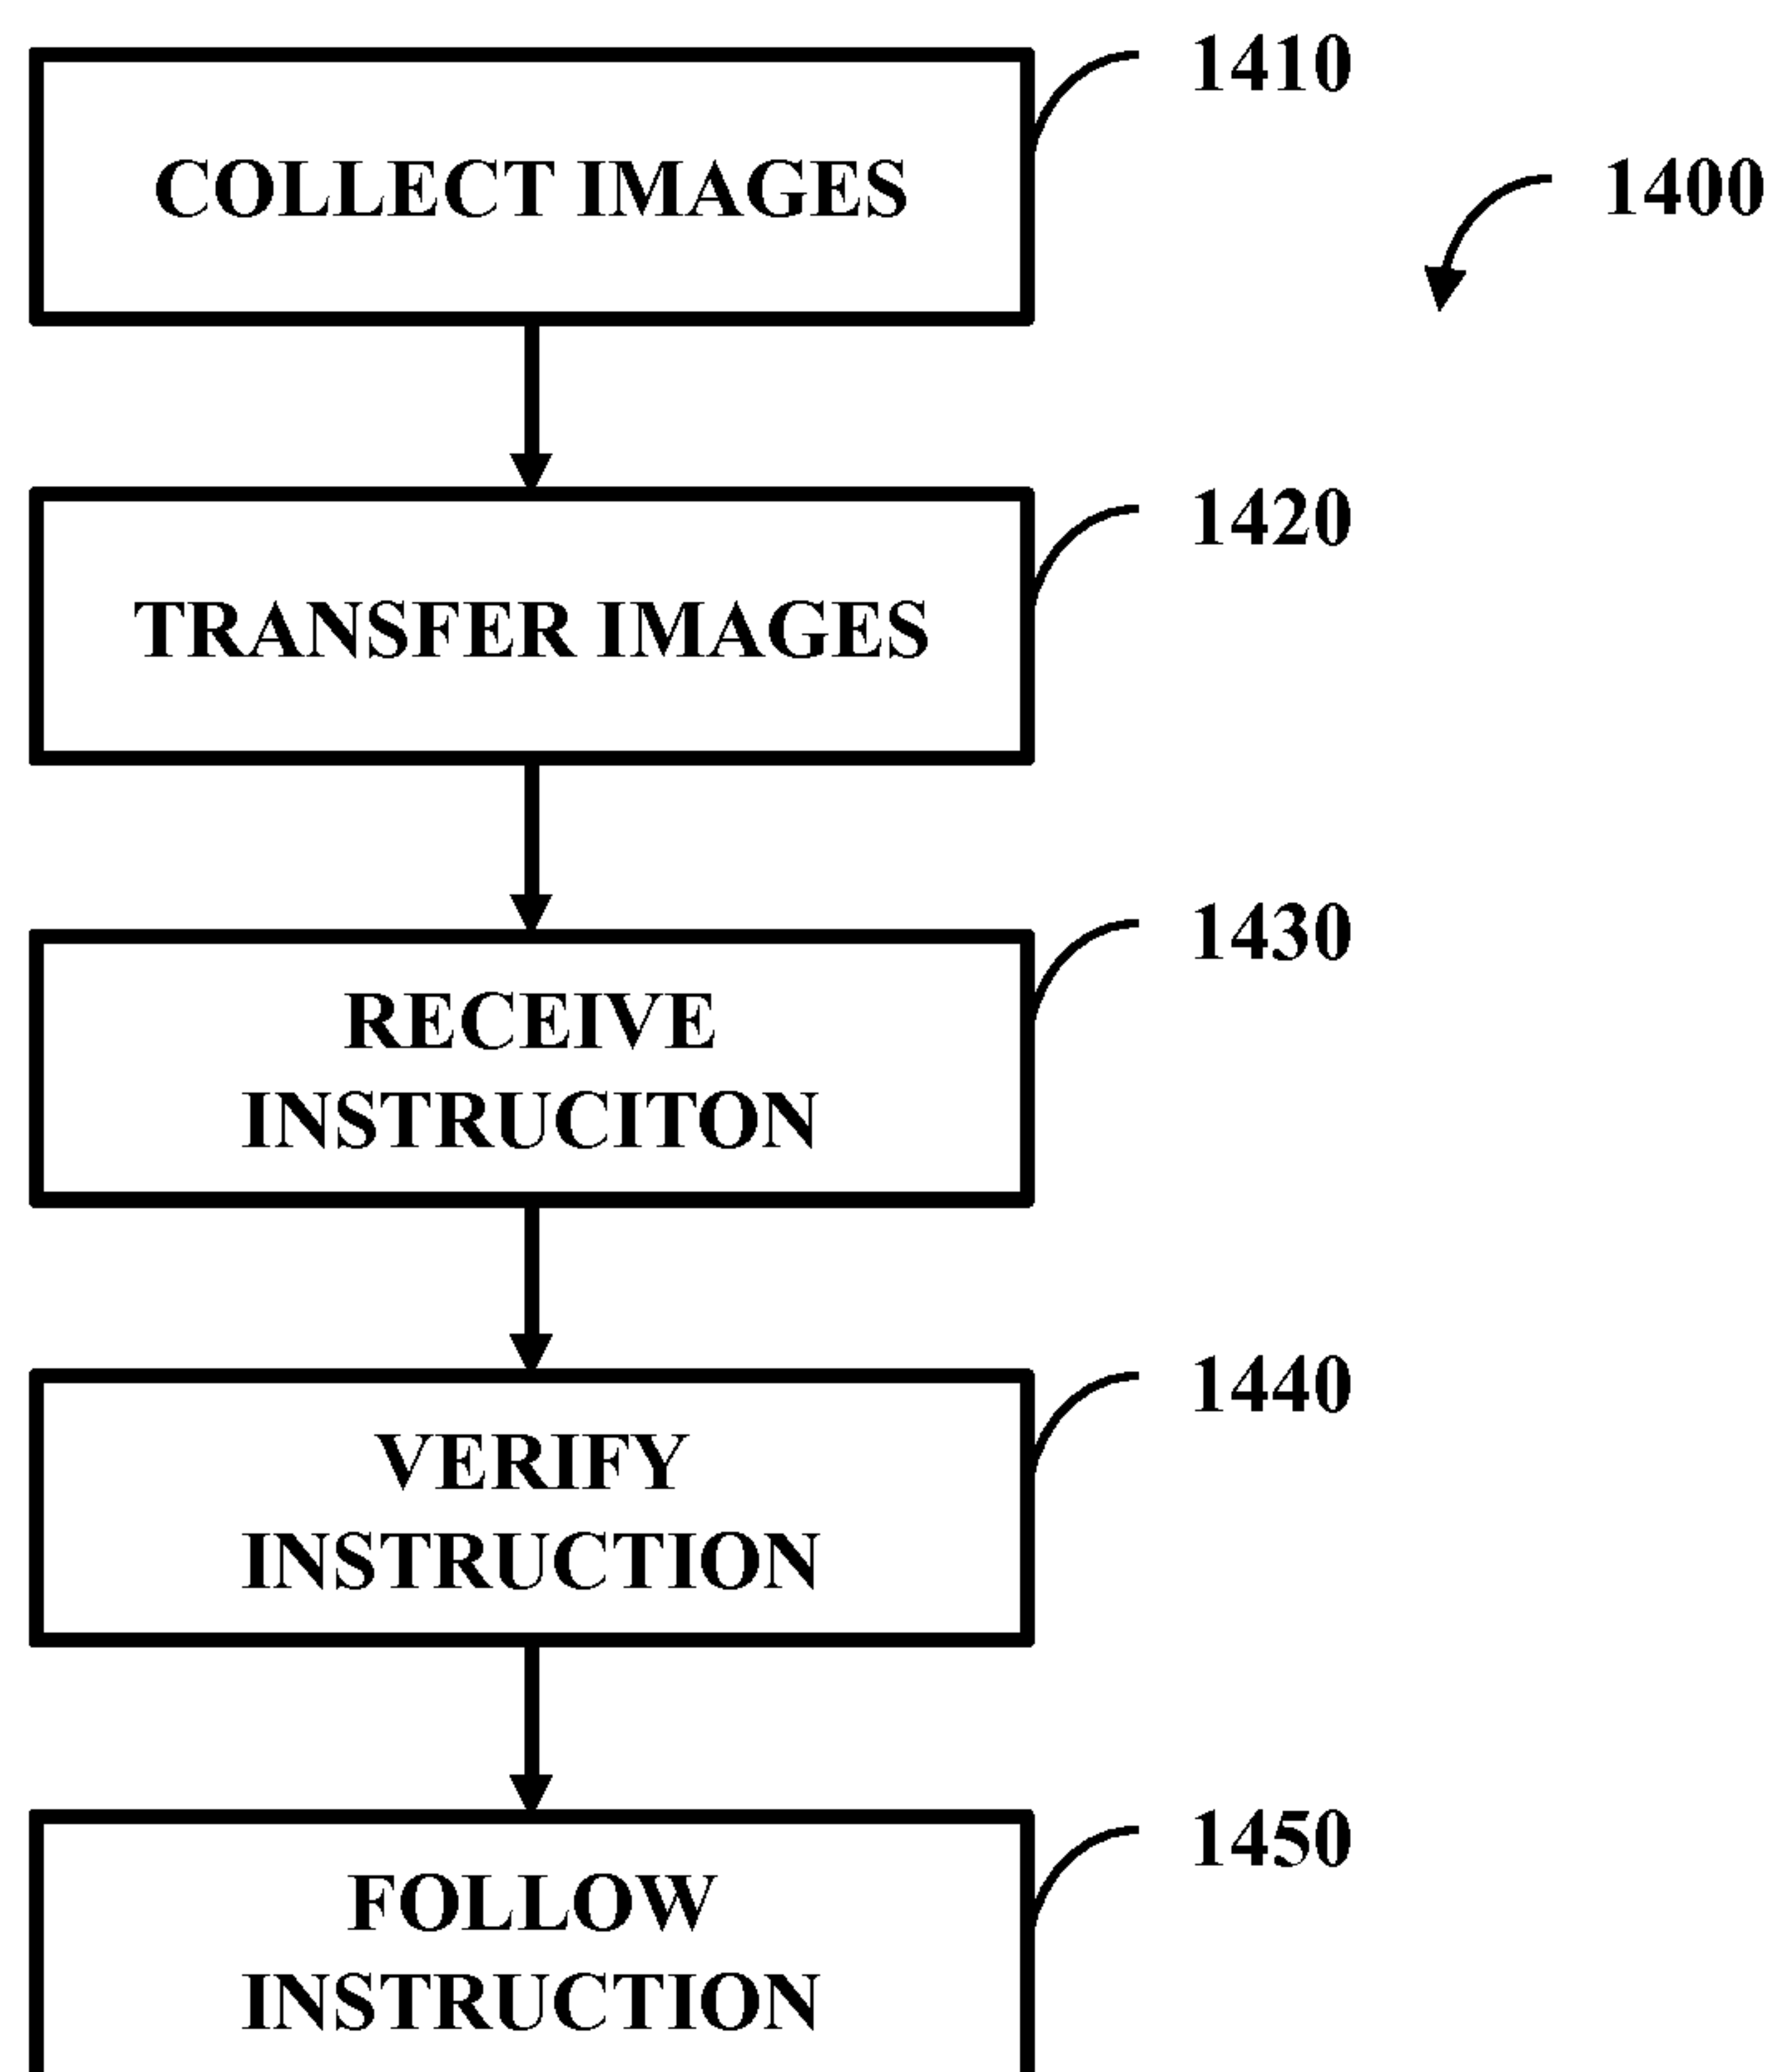 1410
COLLECT IMAGES
1400
1420
TRANSFER IMAGES
1430
RECEIVE
INSTRUCITON
1440
VERIFY
INSTRUCTION
1450
FOLLOW
INSTRUCTION